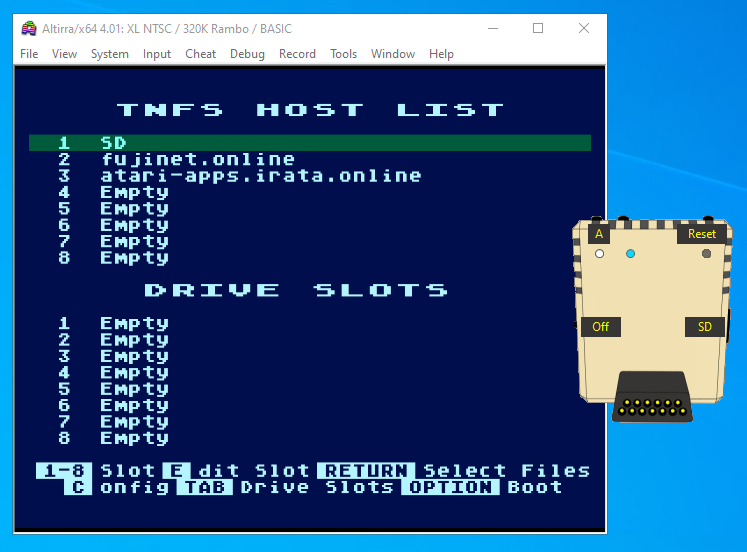 Altirra/x64 4.01: XL NTSC / 320K Rambo / BASIC
File View System Input Cheat Debug Record Tools Window Help
TNFS HOST LIST
1 SD
2 fujinet.online
3 atari-apps.irata.online
4 Empty
5 Empty
6 Empty
7 Empty
8 Empty
DRIVE SLOTS
1 Empty
2 Empty
3 Empty
4 Empty
5 Empty
6 Empty
7 Empty
8 Empty
1-8 Slot E dit Slot RETURN Select Files
C onfig TAB Drive Slots OPTION Boot
A Reset
Off SD